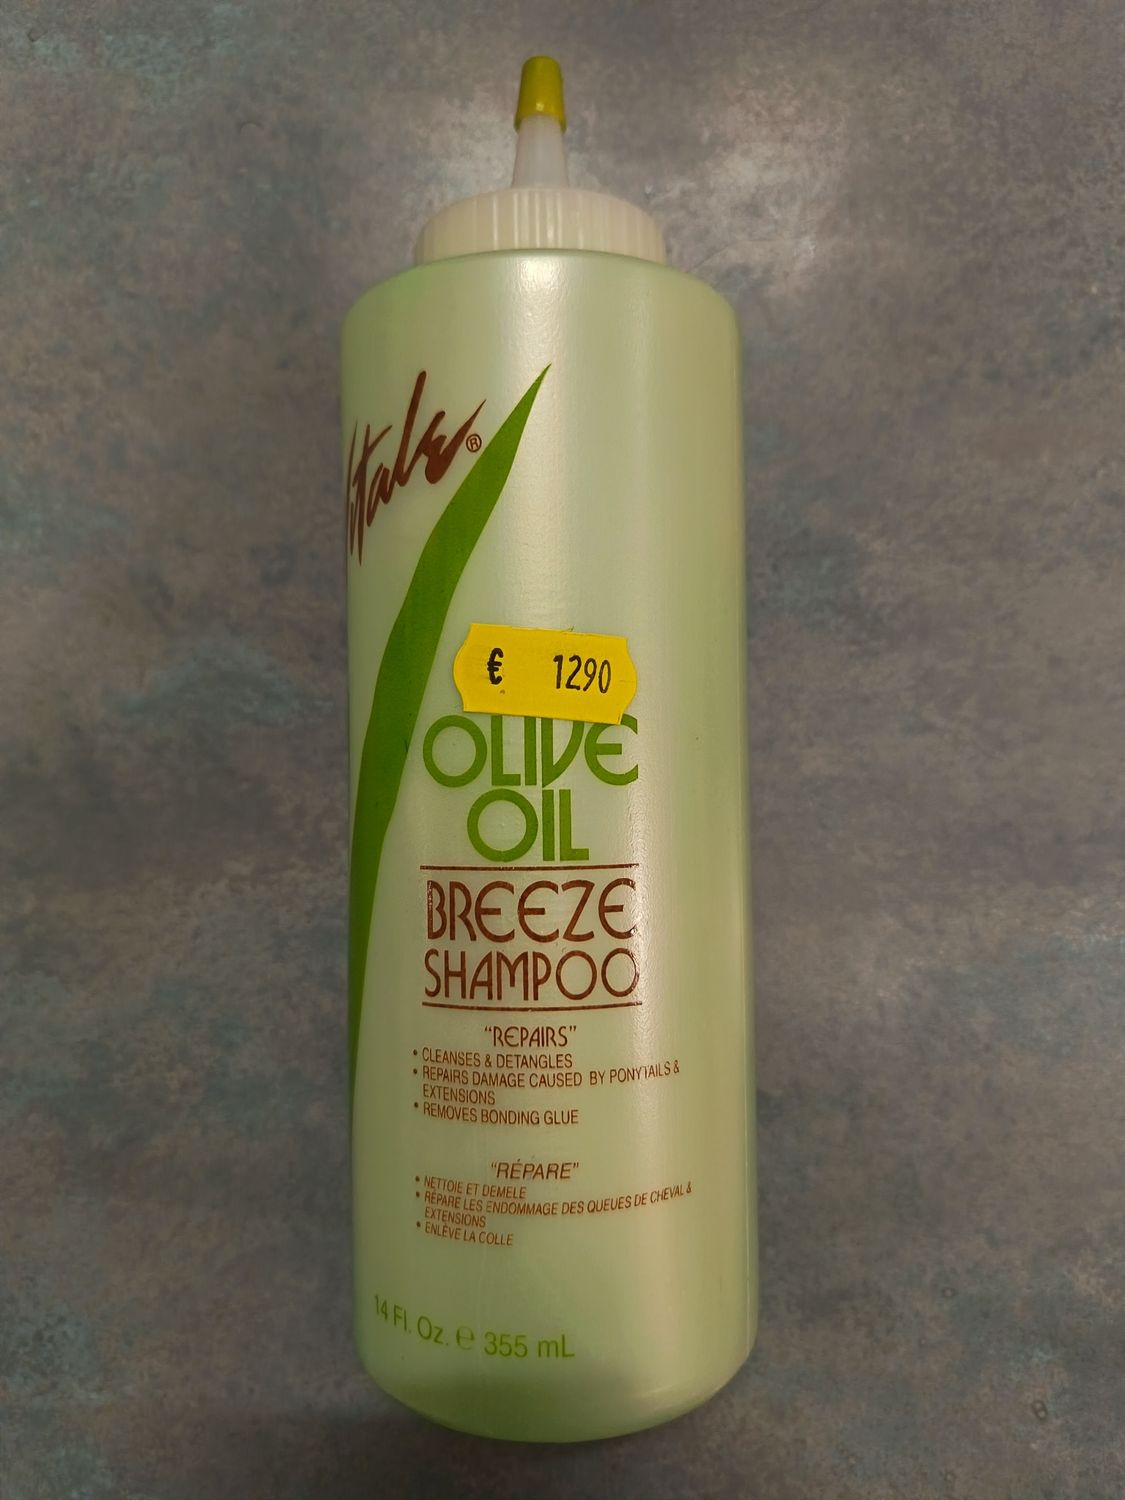 Vitale®
€ 1290
OLIVE
OIL
BREEZE
SHAMPOO
"REPAIRS"
• CLEANSES & DETANGLES
• REPAIRS DAMAGE CAUSED BY PONYTAILS &
EXTENSIONS
• REMOVES BONDING GLUE
"RÉPARE"
• NETTOIE ET DEMELE
• RÉPARE LES ENDOMMAGE DES QUEUES DE CHEVAL &
EXTENSIONS
• ENLÈVE LA COLLE
14 Fl. Oz. ℮ 355 mL